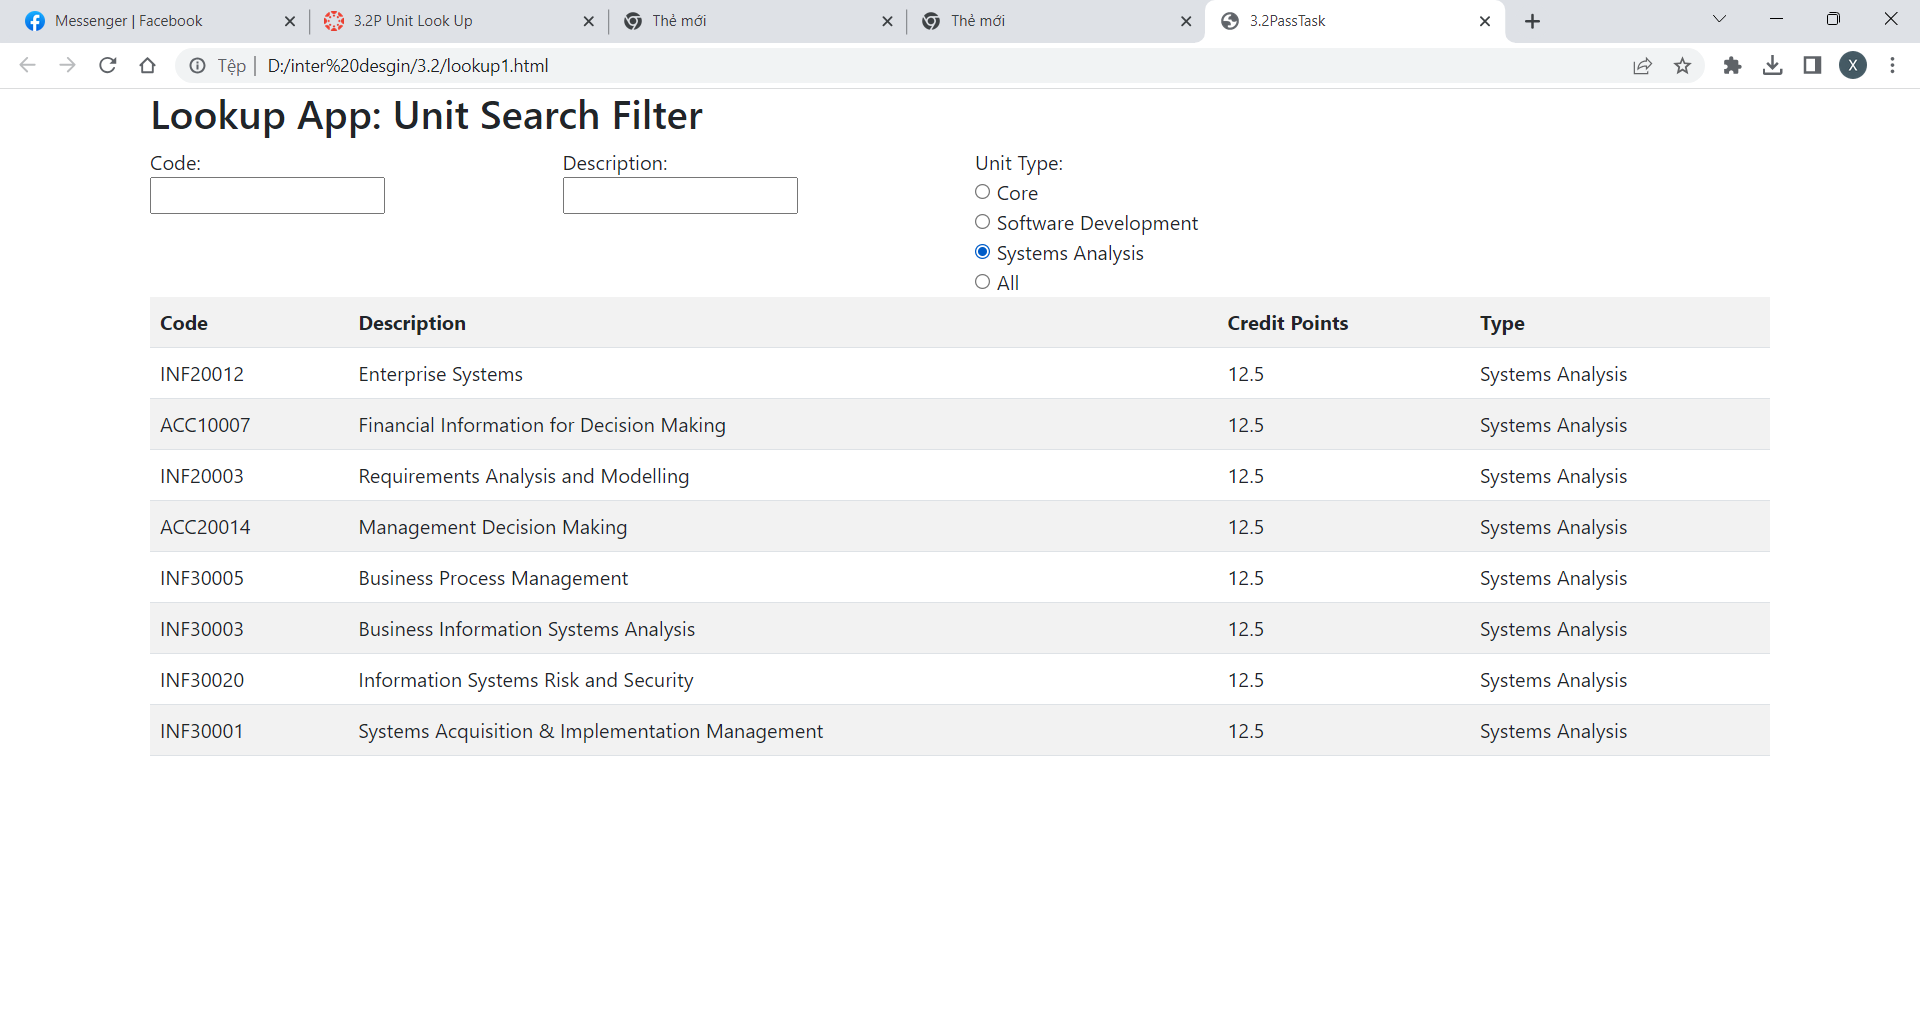 Messenger | Facebook
3.2P Unit Look Up
Thẻ mới
Thẻ mới
3.2PassTask
Tệp | D:/inter%20desgin/3.2/lookup1.html
X
Lookup App: Unit Search Filter
Code:
Description:
Unit Type:
Core
Software Development
Systems Analysis
All
Code Description Credit Points Type
INF20012 Enterprise Systems 12.5 Systems Analysis
ACC10007 Financial Information for Decision Making 12.5 Systems Analysis
INF20003 Requirements Analysis and Modelling 12.5 Systems Analysis
ACC20014 Management Decision Making 12.5 Systems Analysis
INF30005 Business Process Management 12.5 Systems Analysis
INF30003 Business Information Systems Analysis 12.5 Systems Analysis
INF30020 Information Systems Risk and Security 12.5 Systems Analysis
INF30001 Systems Acquisition & Implementation Management 12.5 Systems Analysis